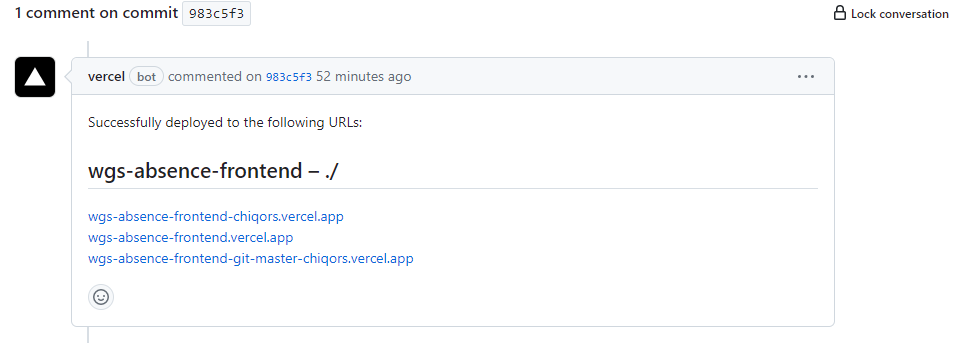 1 comment on commit 983c5f3
Lock conversation
vercel bot commented on 983c5f3 52 minutes ago
Successfully deployed to the following URLs:
wgs-absence-frontend – ./
wgs-absence-frontend-chiqors.vercel.app
wgs-absence-frontend.vercel.app
wgs-absence-frontend-git-master-chiqors.vercel.app